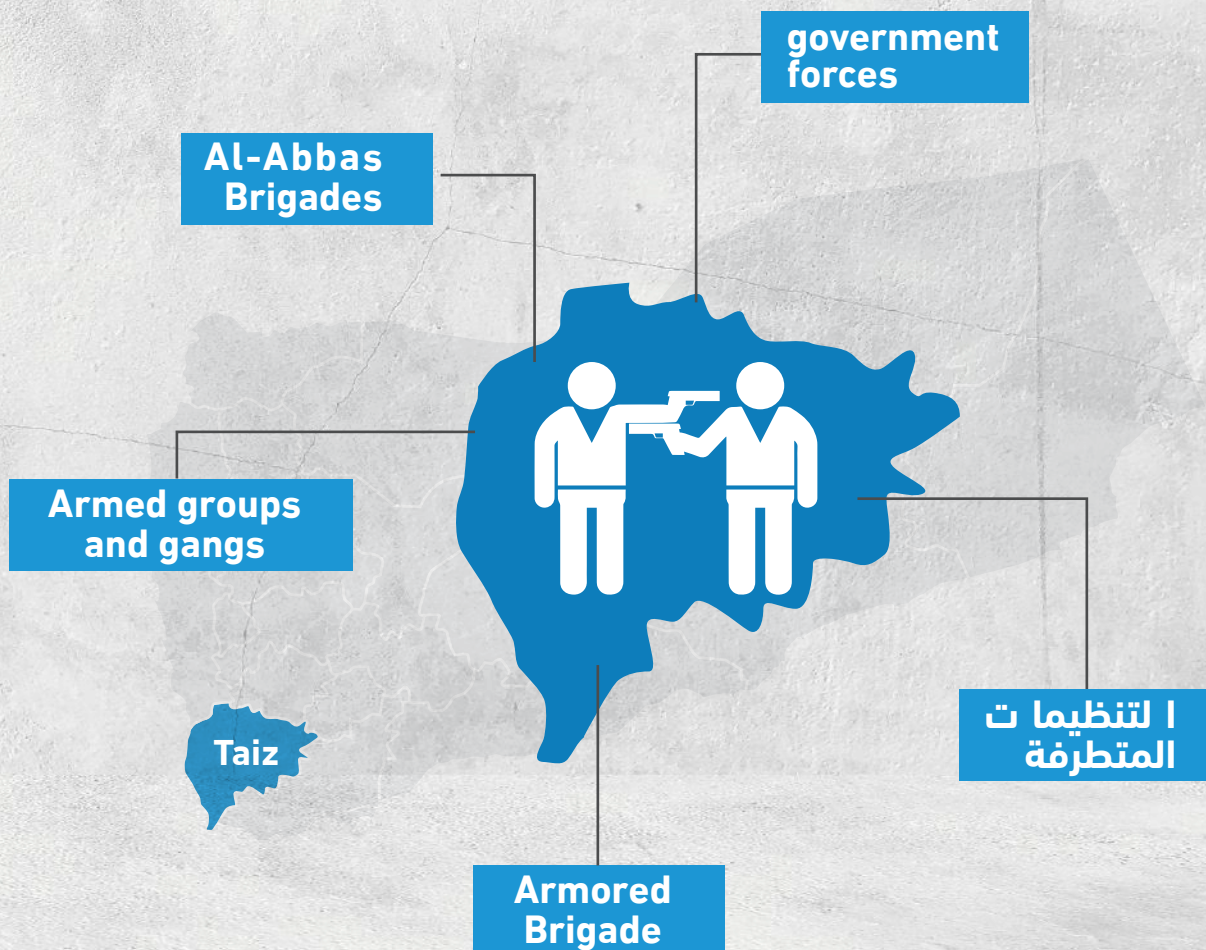 government
forces
Al-Abbas
Brigades
Armed groups
and gangs
ا لتنظيما ت
المتطرفة
Taiz
Armored
Brigade